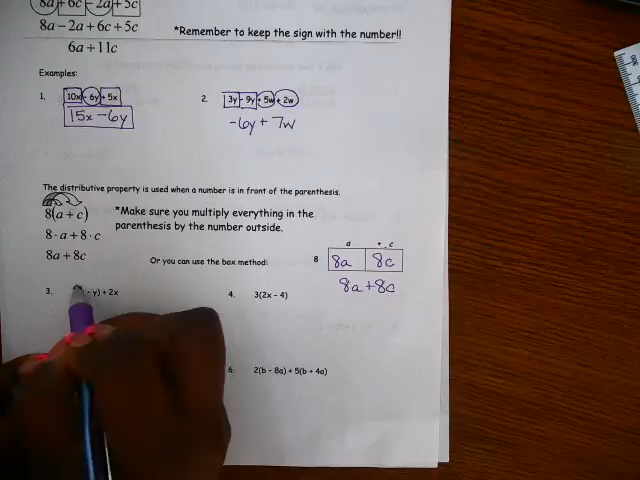 8a + 6c − 2a + 5c
8a − 2a + 6c + 5c
*Remember to keep the sign with the number!!
6a + 11c
Examples:
1. 10x - 6y + 5x
2. 3y - 9y + 5w + 2w
15x - 6y
-6y + 7w
The distributive property is used when a number is in front of the parenthesis.
8(a + c)
*Make sure you multiply everything in the
parenthesis by the number outside.
8 · a + 8 · c
a + c
8a + 8c
Or you can use the box method:
8 8a 8c
8a + 8c
3. - y) + 2x
4. 3(2x - 4)
6. 2(b - 8a) + 5(b + 4a)